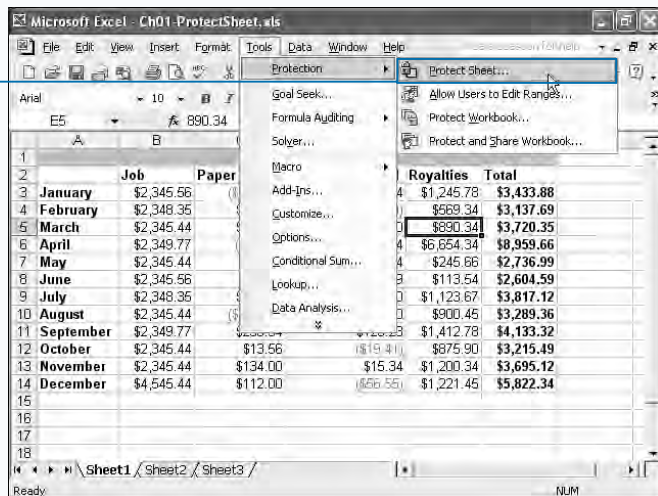 Microsoft Excel - Ch01-ProtectSheet.xls
File Edit View Insert Format Tools Data Window Help
Arial 10 B I
E5 fx 890.34
Protection
Goal Seek...
Formula Auditing
Solver...
Macro
Add-Ins...
Customize...
Options...
Conditional Sum...
Lookup...
Data Analysis...
Protect Sheet...
Allow Users to Edit Ranges...
Protect Workbook...
Protect and Share Workbook...
A B
1
2 Job Paper Royalties Total
3 January $2,345.56 $1,245.78 $3,433.88
4 February $2,348.35 $569.34 $3,137.69
5 March $2,345.44 $890.34 $3,720.35
6 April $2,349.77 $6,654.34 $8,959.66
7 May $2,345.44 $245.66 $2,736.99
8 June $2,345.56 $113.54 $2,604.59
9 July $2,348.35 $1,123.67 $3,817.12
10 August $2,345.44 $900.45 $3,289.36
11 September $2,349.77 $1,412.78 $4,133.32
12 October $2,345.44 $13.56 ($19.41) $875.90 $3,215.49
13 November $2,345.44 $134.00 $15.34 $1,200.34 $3,695.12
14 December $4,545.44 $112.00 ($56.55) $1,221.45 $5,822.34
15
16
17
18
Sheet1 Sheet2 Sheet3
Ready NUM